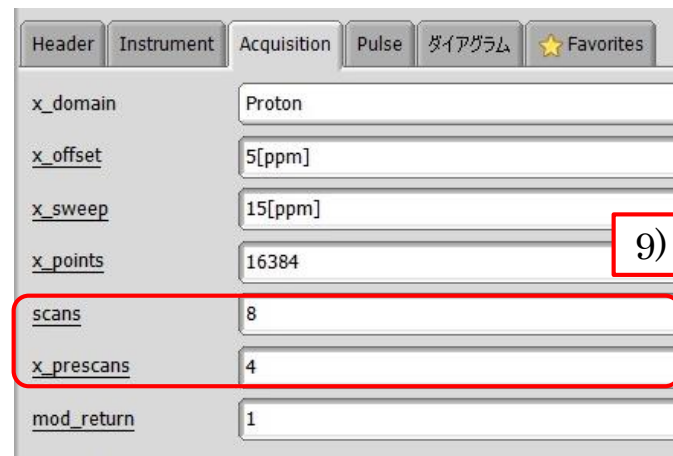 Header Instrument Acquisition Pulse ダイアグラム Favorites
x_domain Proton
x_offset 5[ppm]
x_sweep 15[ppm]
9)
x_points 16384
scans 8
x_prescans 4
mod_return 1